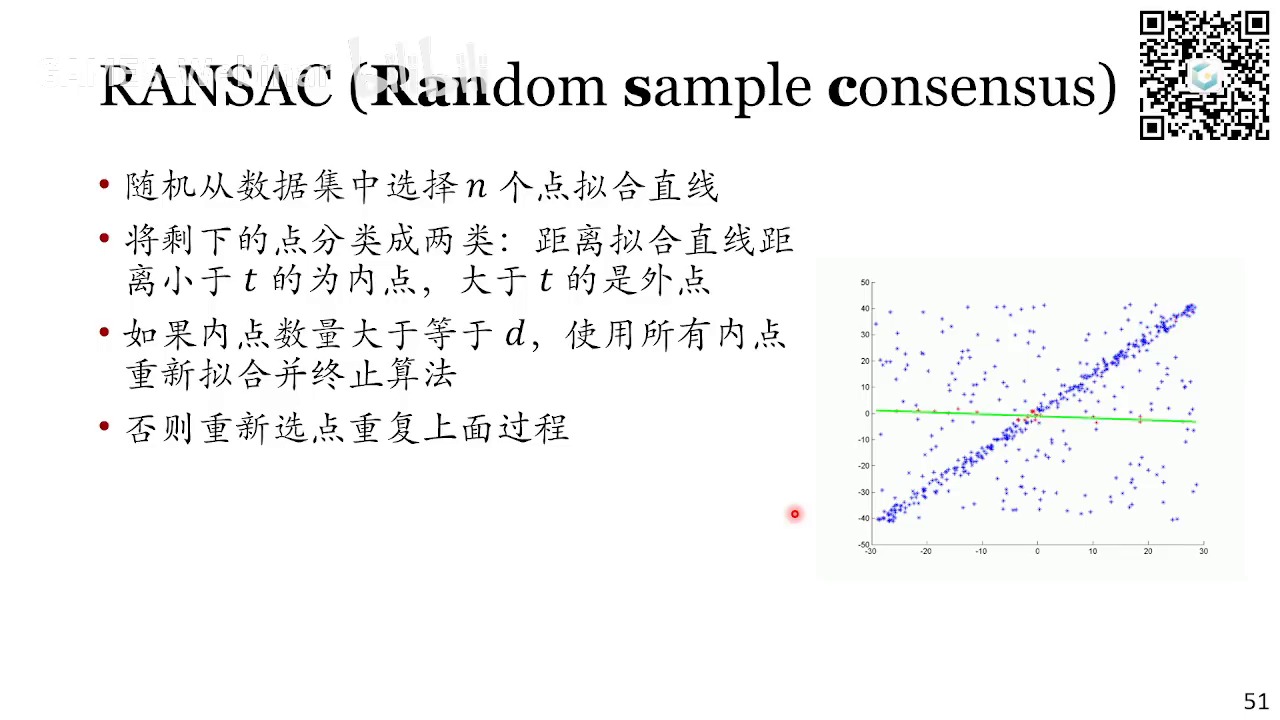 GAMES-Webinar bilibili
RANSAC (Random sample consensus)
• 随机从数据集中选择 n 个点拟合直线
• 将剩下的点分类成两类：距离拟合直线距
离小于 t 的为内点，大于 t 的是外点
• 如果内点数量大于等于 d，使用所有内点
重新拟合并终止算法
• 否则重新选点重复上面过程
50
40
30
20
10
0
-10
-20
-30
-40
-50
-30 -20 -10 0 10 20 30
51